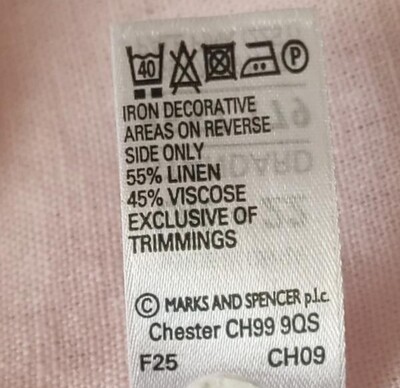 40 P
IRON DECORATIVE
AREAS ON REVERSE
SIDE ONLY
55% LINEN
45% VISCOSE
EXCLUSIVE OF
TRIMMINGS
© MARKS AND SPENCER p.l.c.
Chester CH99 9QS
F25 CH09